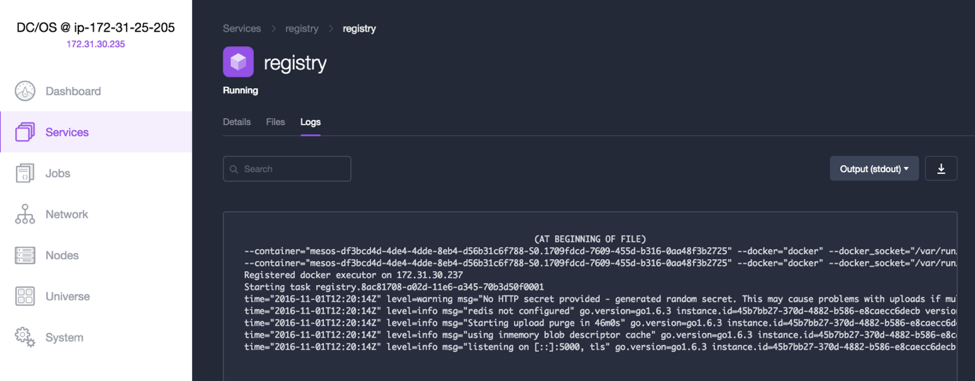 DC/OS @ ip-172-31-25-205
172.31.30.235
Dashboard
Services
Jobs
Network
Nodes
Universe
System
Services > registry > registry
registry
Running
Details Files Logs
Search
Output (stdout)
(AT BEGINNING OF FILE)
--container="mesos-df3bcd4d-4de4-4dde-8eb4-d56b31c6f788-S0.1709fdcd-7609-455d-b316-0aa48f3b2725" --docker="docker" --docker_socket="/var/run.
--container="mesos-df3bcd4d-4de4-4dde-8eb4-d56b31c6f788-S0.1709fdcd-7609-455d-b316-0aa48f3b2725" --docker="docker" --docker_socket="/var/run.
Registered docker executor on 172.31.30.237
Starting task registry.8ac81708-a02d-11e6-a345-70b3d50f0001
time="2016-11-01T12:20:14Z" level=warning msg="No HTTP secret provided - generated random secret. This may cause problems with uploads if mu
time="2016-11-01T12:20:14Z" level=info msg="redis not configured" go.version=go1.6.3 instance.id=45b7bb27-370d-4882-b586-e8caecc6decb version
time="2016-11-01T12:20:14Z" level=info msg="Starting upload purge in 46m0s" go.version=go1.6.3 instance.id=45b7bb27-370d-4882-b586-e8caecc6d
time="2016-11-01T12:20:14Z" level=info msg="using inmemory blob descriptor cache" go.version=go1.6.3 instance.id=45b7bb27-370d-4882-b586-e8c
time="2016-11-01T12:20:14Z" level=info msg="listening on [::]:5000, tls" go.version=go1.6.3 instance.id=45b7bb27-370d-4882-b586-e8caecc6decb